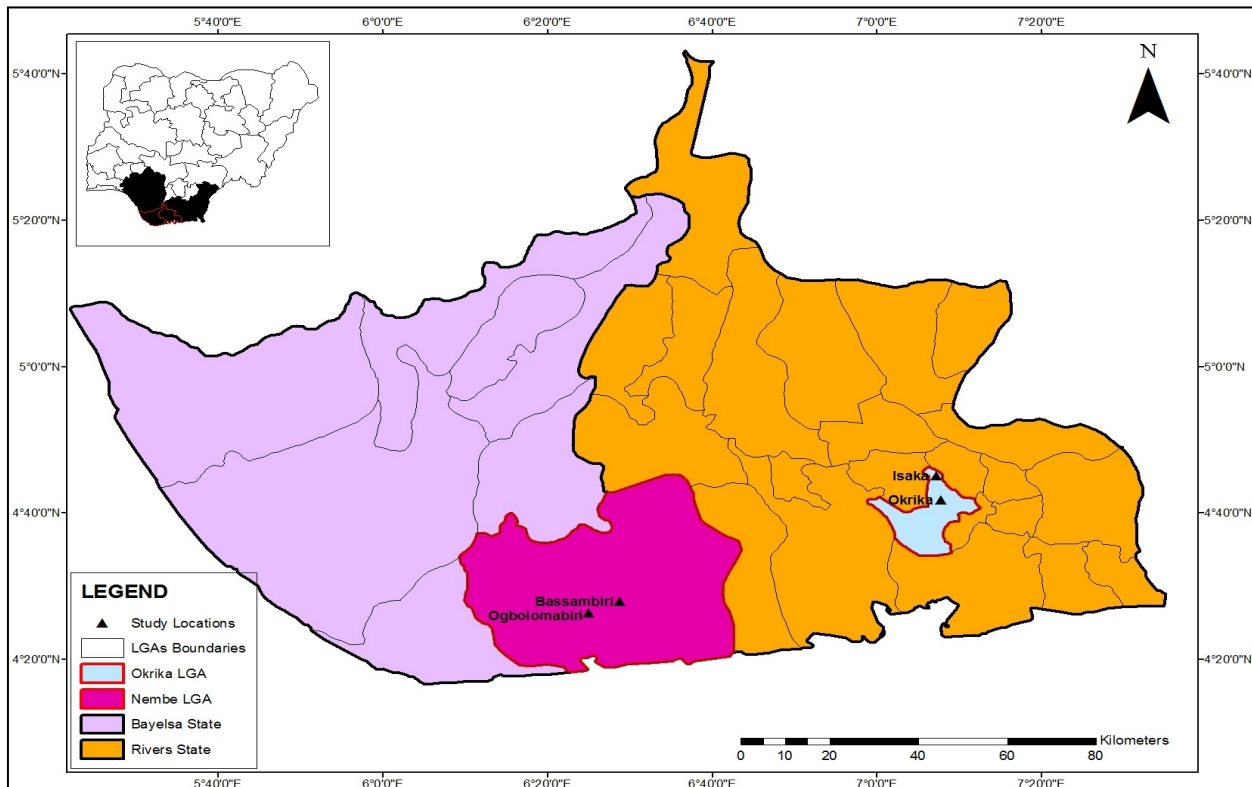 5°40'0"E 6°0'0"E 6°20'0"E 6°40'0"E 7°0'0"E 7°20'0"E
N
5°40'0"N 5°40'0"N
5°20'0"N 5°20'0"N
5°0'0"N 5°0'0"N
Isaka
Okrika
4°40'0"N 4°40'0"N
Bassambiri
Ogbolomabiri
4°20'0"N 4°20'0"N
LEGEND
Study Locations
LGAs Boundaries
Okrika LGA
Nembe LGA
Bayelsa State
Rivers State
Kilometers
0 10 20 40 60 80
5°40'0"E 6°0'0"E 6°20'0"E 6°40'0"E 7°0'0"E 7°20'0"E